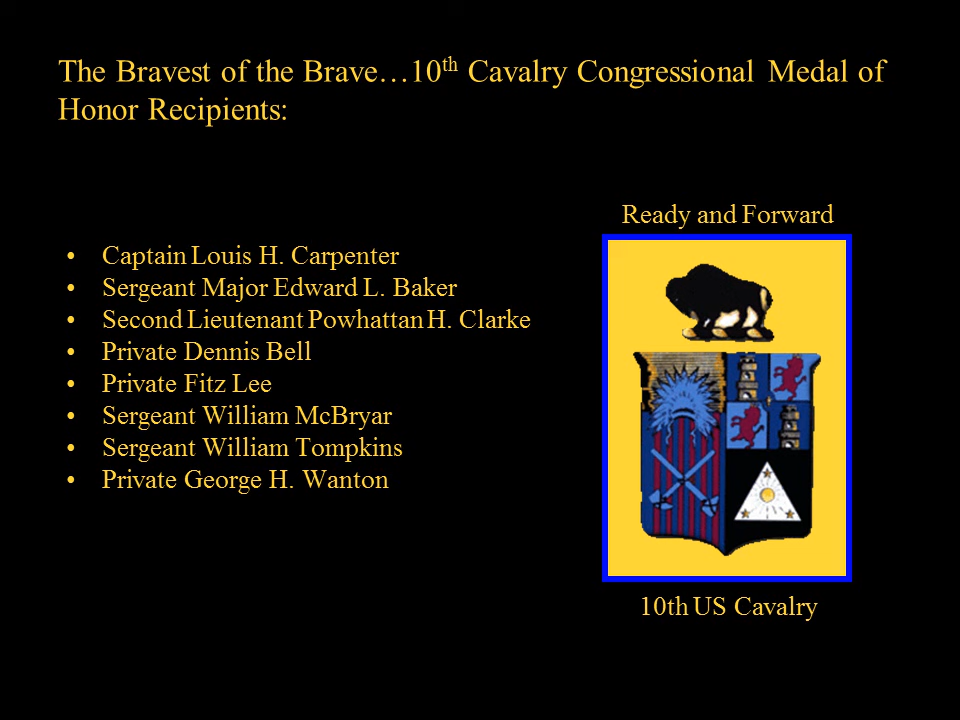 The Bravest of the Brave…10th Cavalry Congressional Medal of
Honor Recipients:
• Captain Louis H. Carpenter
• Sergeant Major Edward L. Baker
• Second Lieutenant Powhattan H. Clarke
• Private Dennis Bell
• Private Fitz Lee
• Sergeant William McBryar
• Sergeant William Tompkins
• Private George H. Wanton
Ready and Forward
10th US Cavalry